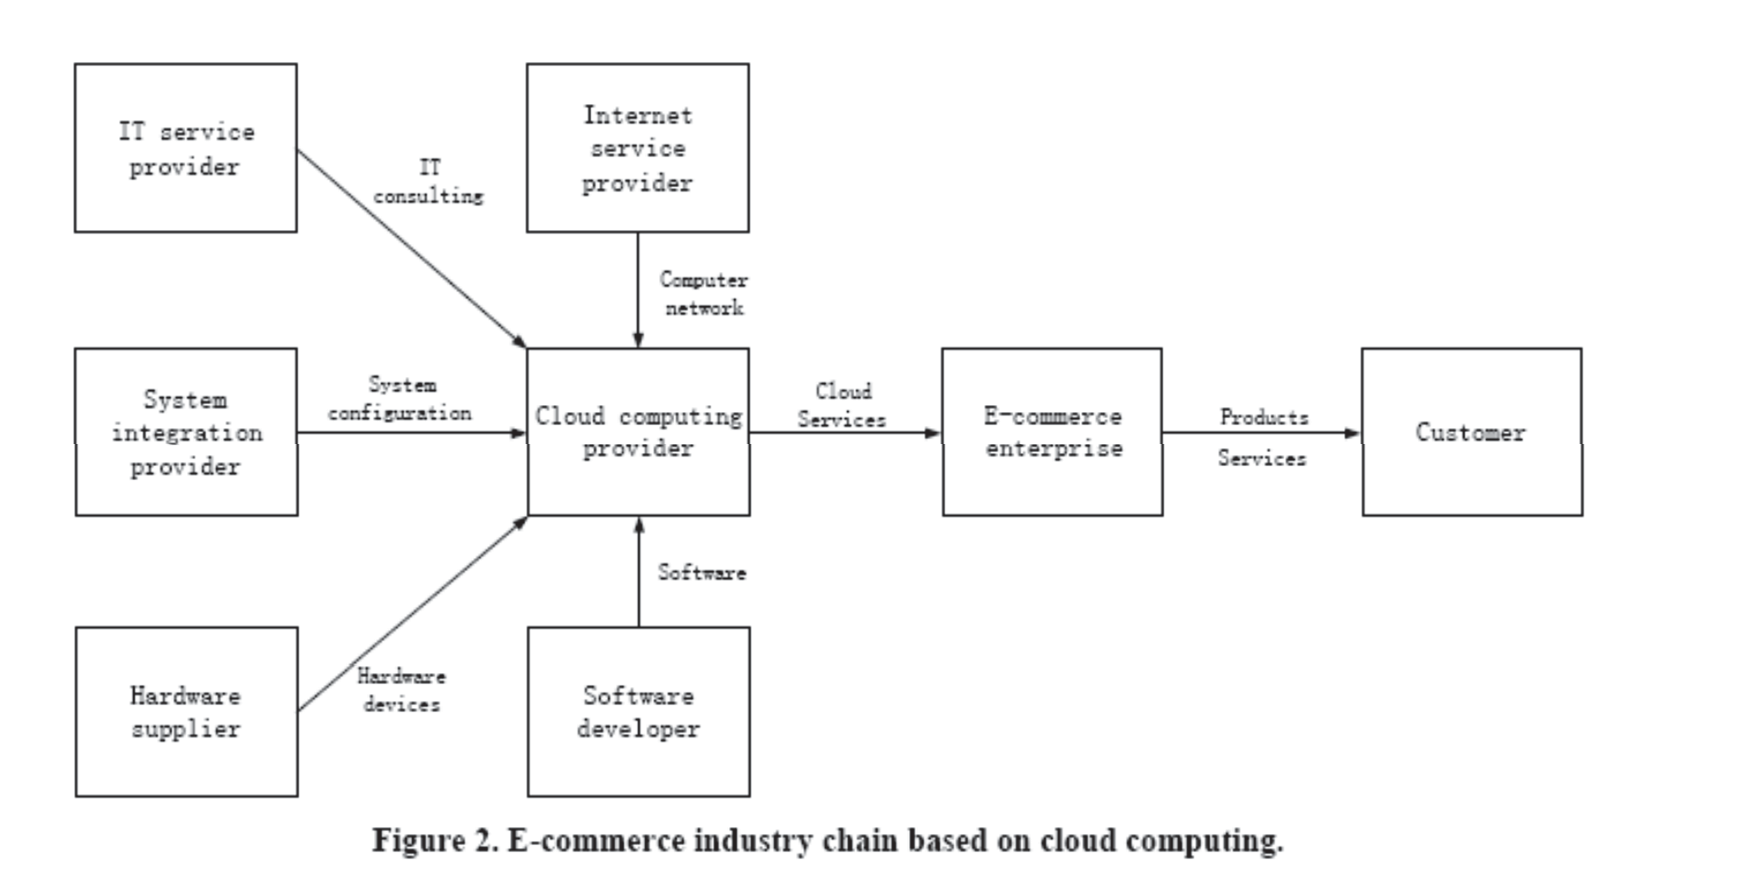 IT service
provider
IT
consulting
Internet
service
provider
Computer
network
System
integration
provider
System
configuration
Cloud computing
provider
Cloud
Services
E-commerce
enterprise
Products
Services
Customer
Hardware
supplier
Hardware
devices
Software
Software
developer
Figure 2. E-commerce industry chain based on cloud computing.